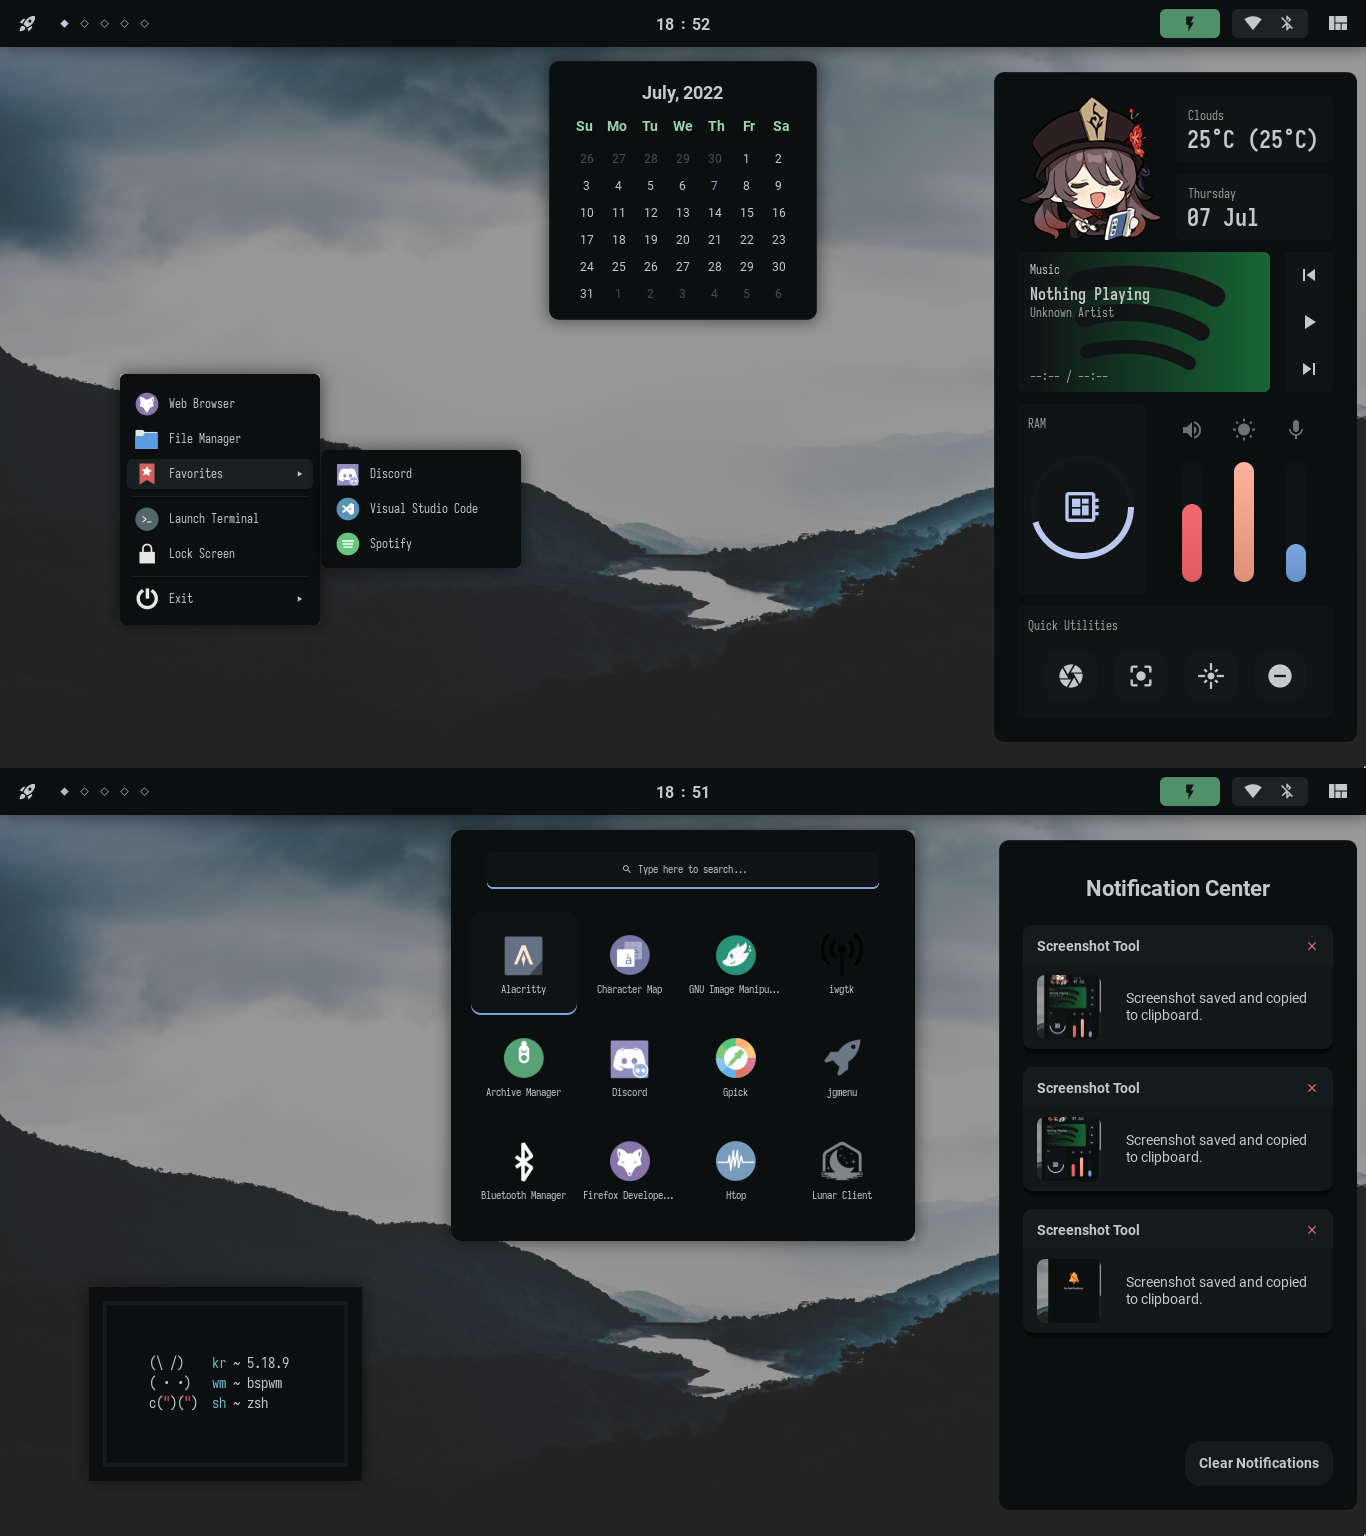 18 : 52
July, 2022
Su Mo Tu We Th Fr Sa
26 27 28 29 30 1 2
3 4 5 6 7 8 9
10 11 12 13 14 15 16
17 18 19 20 21 22 23
24 25 26 27 28 29 30
31 1 2 3 4 5 6
Clouds
25°C (25°C)
Thursday
07 Jul
Music
Nothing Playing
Unknown Artist
--:-- / --:--
RAM
Quick Utilities
Web Browser
File Manager
Favorites
Launch Terminal
Lock Screen
Exit
Discord
Visual Studio Code
Spotify
18 : 51
Type here to search...
Alacritty
Character Map
GNU Image Manipu...
iwgtk
Archive Manager
Discord
Gpick
jgmenu
Bluetooth Manager
Firefox Develope...
Htop
Lunar Client
(\ /) kr ~ 5.18.9
( · ·) wm ~ bspwm
c(")(") sh ~ zsh
Notification Center
Screenshot Tool
Screenshot saved and copied
to clipboard.
Screenshot Tool
Screenshot saved and copied
to clipboard.
Screenshot Tool
Screenshot saved and copied
to clipboard.
Clear Notifications